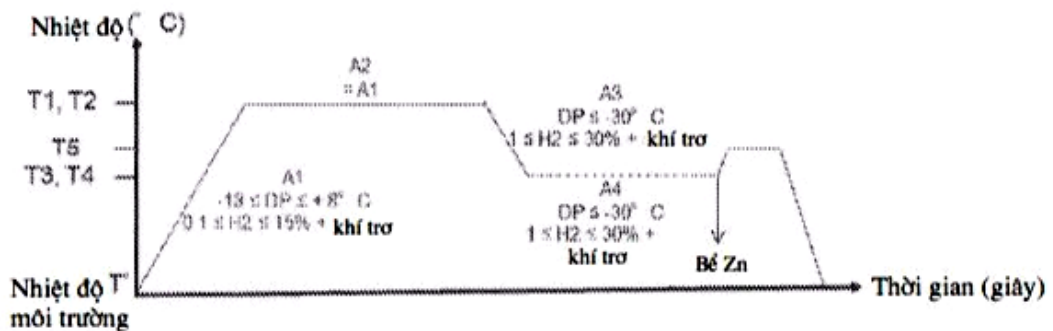 Nhiệt độ (° C)
A2
= A1
T1, T2
A3
DP ≤ -30° C
1 ≤ H2 ≤ 30% + khí trơ
T5
T3, T4
A1
-13 ≤ DP ≤ +8° C
0.1 ≤ H2 ≤ 15% + khí trơ
A4
DP ≤ -30° C
1 ≤ H2 ≤ 30% +
khí trơ
Bể Zn
Nhiệt độ T°
môi trường
Thời gian (giây)